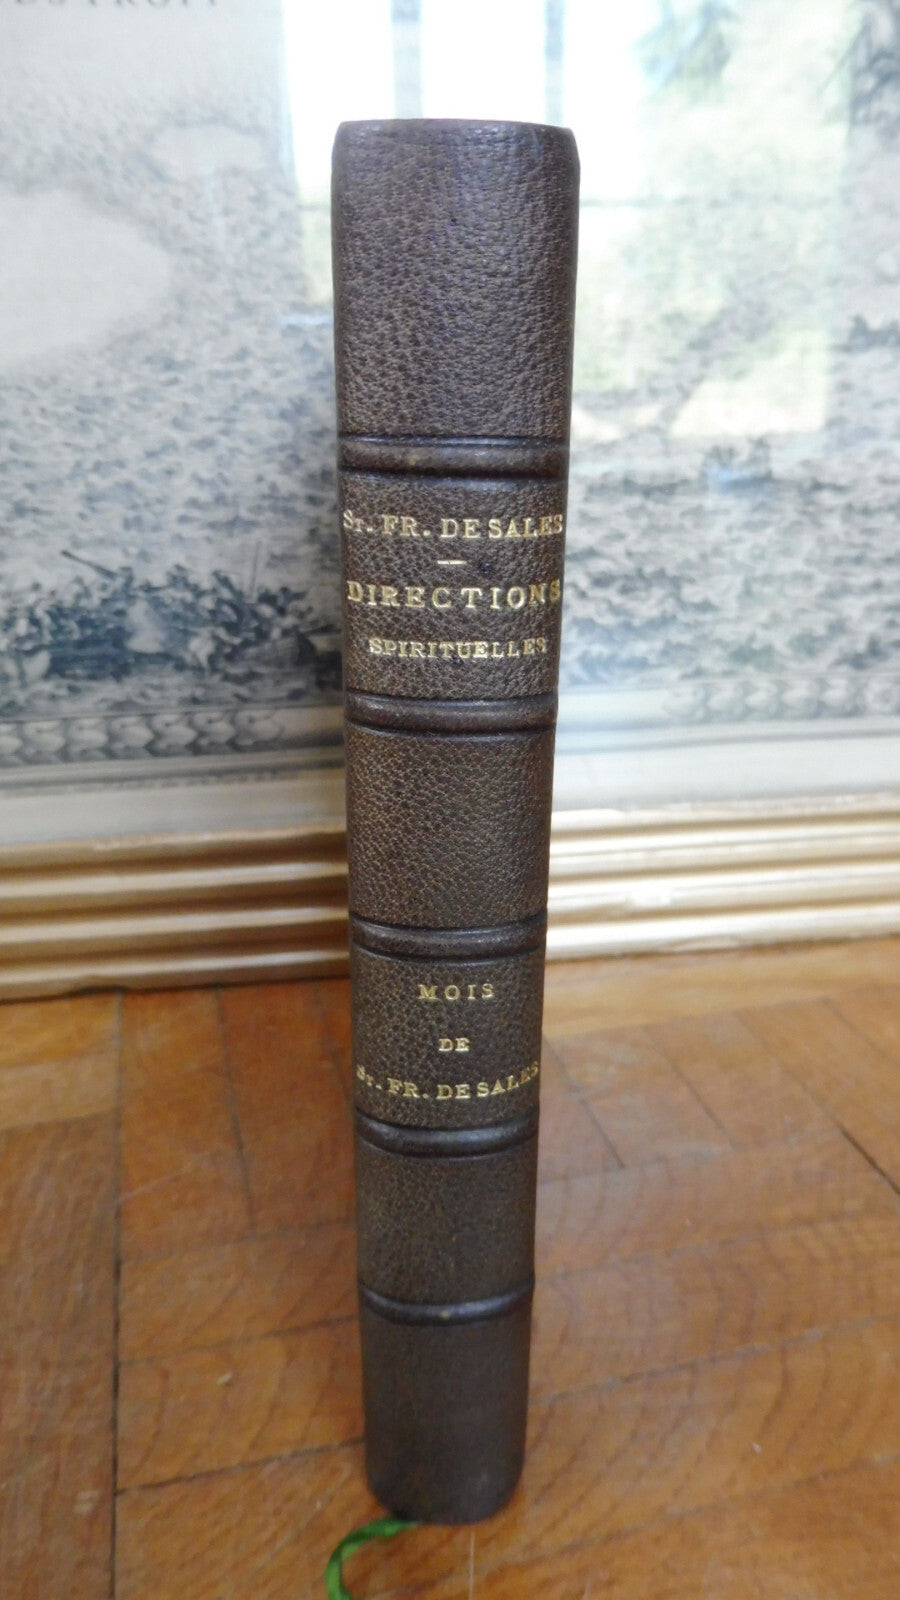 ST. FR. DE SALES
—
DIRECTIONS
SPIRITUELLES
MOIS
DE
ST. FR. DE SALES